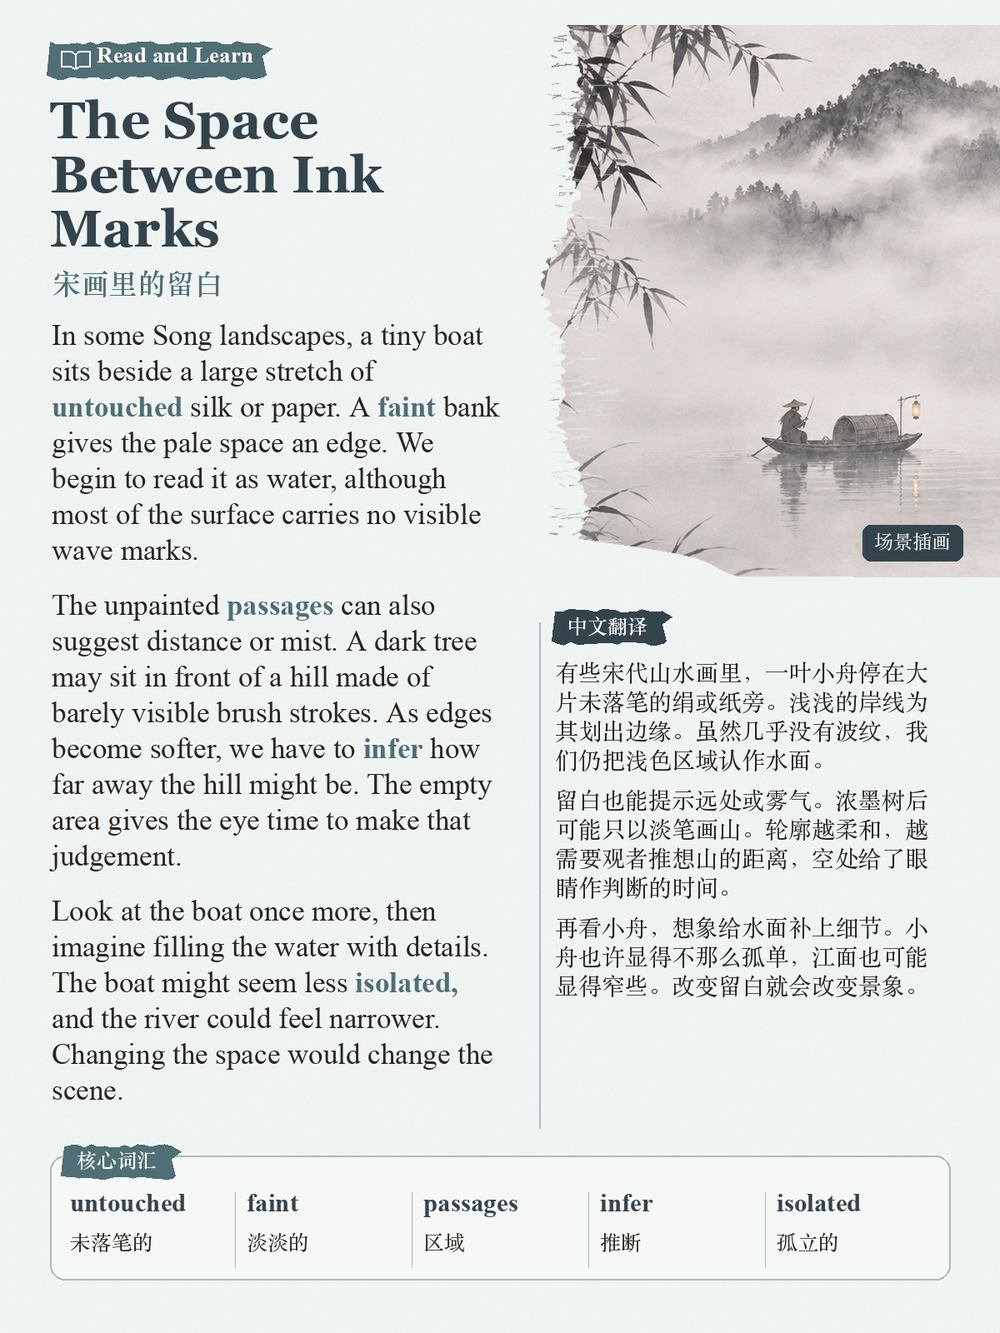 Read and Learn
The Space
Between Ink
Marks
宋画里的留白
In some Song landscapes, a tiny boat
sits beside a large stretch of
untouched silk or paper. A faint bank
gives the pale space an edge. We
begin to read it as water, although
most of the surface carries no visible
wave marks.
The unpainted passages can also
suggest distance or mist. A dark tree
may sit in front of a hill made of
barely visible brush strokes. As edges
become softer, we have to infer how
far away the hill might be. The empty
area gives the eye time to make that
judgement.
Look at the boat once more, then
imagine filling the water with details.
The boat might seem less isolated,
and the river could feel narrower.
Changing the space would change the
scene.
场景插画
中文翻译
有些宋代山水画里，一叶小舟停在大
片未落笔的绢或纸旁。浅浅的岸线为
其划出边缘。虽然几乎没有波纹，我
们仍把浅色区域认作水面。
留白也能提示远处或雾气。浓墨树后
可能只以淡笔画山。轮廓越柔和，越
需要观者推想山的距离，空处给了眼
睛作判断的时间。
再看小舟，想象给水面补上细节。小
舟也许显得不那么孤单，江面也可能
显得窄些。改变留白就会改变景象。
核心词汇
untouched
未落笔的
faint
淡淡的
passages
区域
infer
推断
isolated
孤立的